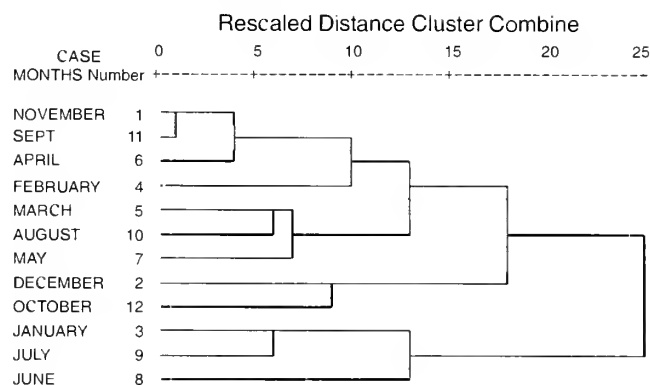 Rescaled Distance Cluster Combine
CASE 0 5 10 15 20 25
MONTHS Number
NOVEMBER 1
SEPT 11
APRIL 6
FEBRUARY 4
MARCH 5
AUGUST 10
MAY 7
DECEMBER 2
OCTOBER 12
JANUARY 3
JULY 9
JUNE 8